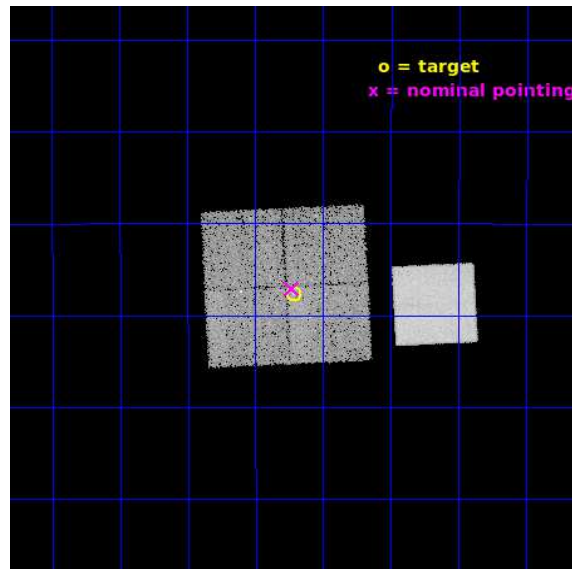 o = target
x = nominal pointing